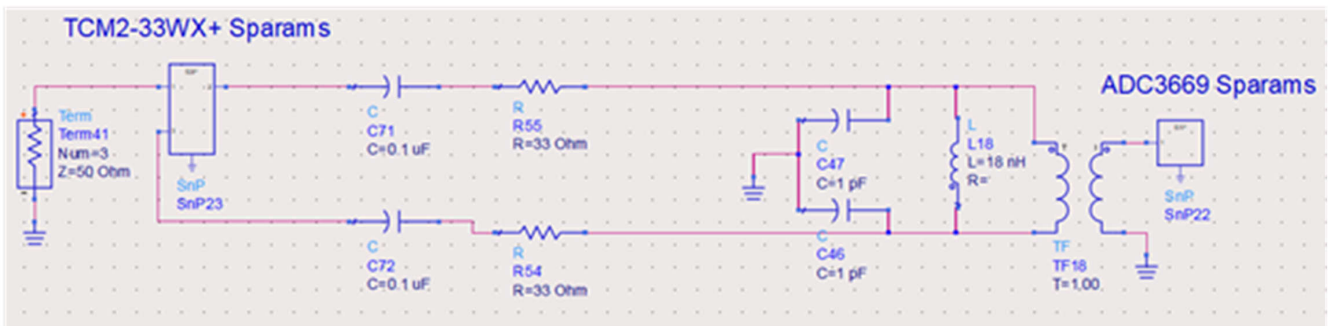 TCM2-33WX+ Sparams
ADC3669 Sparams
Term
Term41
Num=3
Z=50 Ohm
SnP
SnP23
C
C71
C=0.1 uF
R
R55
R=33 Ohm
C
C72
C=0.1 uF
R
R54
R=33 Ohm
C
C47
C=1 pF
C
C46
C=1 pF
L
L18
L=18 nH
R=
TF
TF18
T=1.00
SnP
SnP22